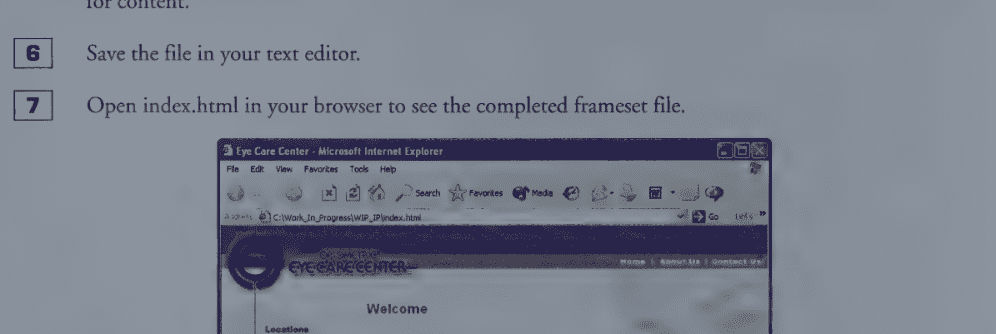 for content.
6 Save the file in your text editor.
7 Open index.html in your browser to see the completed frameset file.
Eye Care Center - Microsoft Internet Explorer
File Edit View Favorites Tools Help
Search Favorites Media
Address C:\Work_In_Progress\WIP_IP\index.html Go Links »
EYE CARE CENTER
Home | About Us | Contact Us
Welcome
Locations